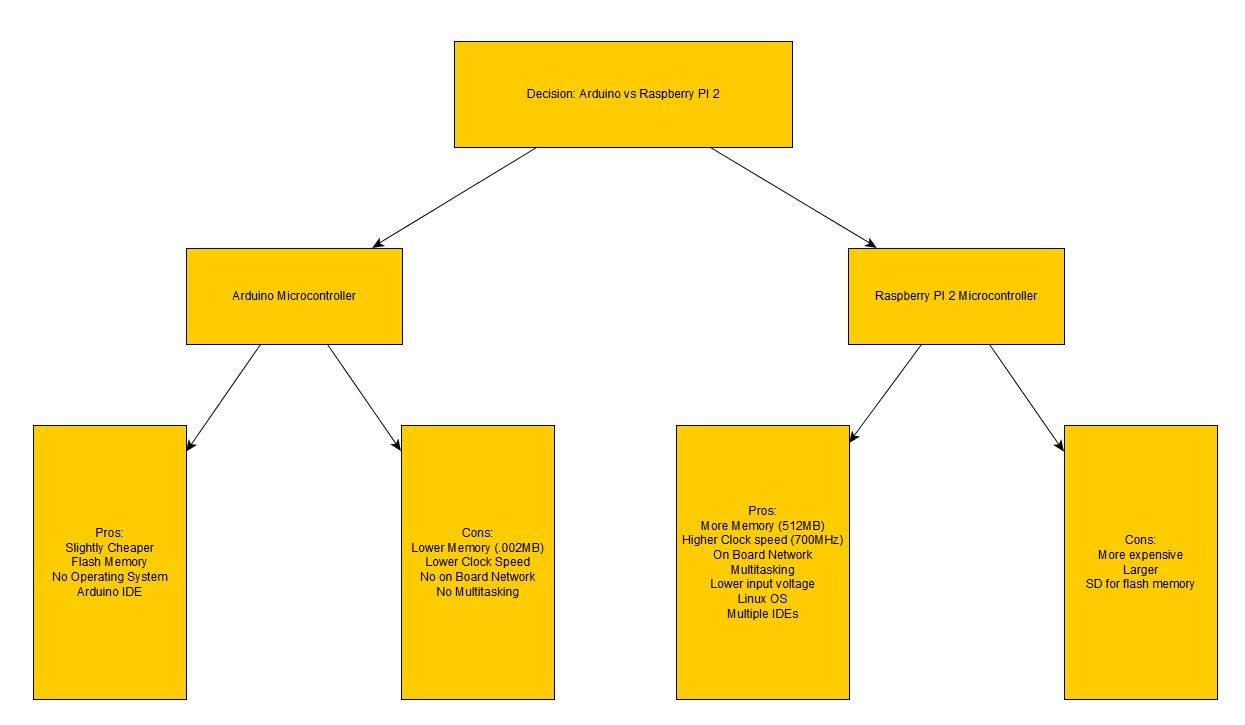 Decision: Arduino vs Raspberry PI 2
Arduino Microcontroller
Raspberry PI 2 Microcontroller
Pros:
Slightly Cheaper
Flash Memory
No Operating System
Arduino IDE
Cons:
Lower Memory (.002MB)
Lower Clock Speed
No on Board Network
No Multitasking
Pros:
More Memory (512MB)
Higher Clock speed (700MHz)
On Board Network
Multitasking
Lower input voltage
Linux OS
Multiple IDEs
Cons:
More expensive
Larger
SD for flash memory